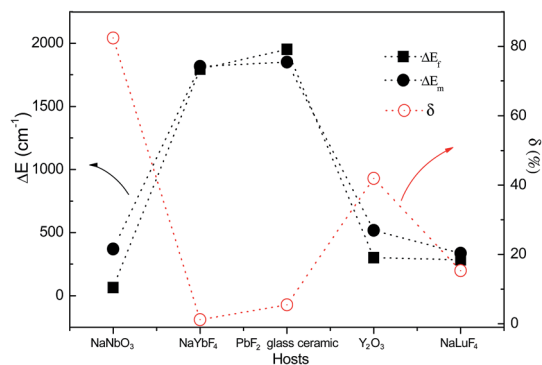 2000
1500
1000
500
0
ΔE (cm⁻¹)
80
60
40
20
0
δ (%)
ΔE_f
ΔE_m
δ
NaNbO₃ NaYbF₄ PbF₂ glass ceramic Y₂O₃ NaLuF₄
Hosts